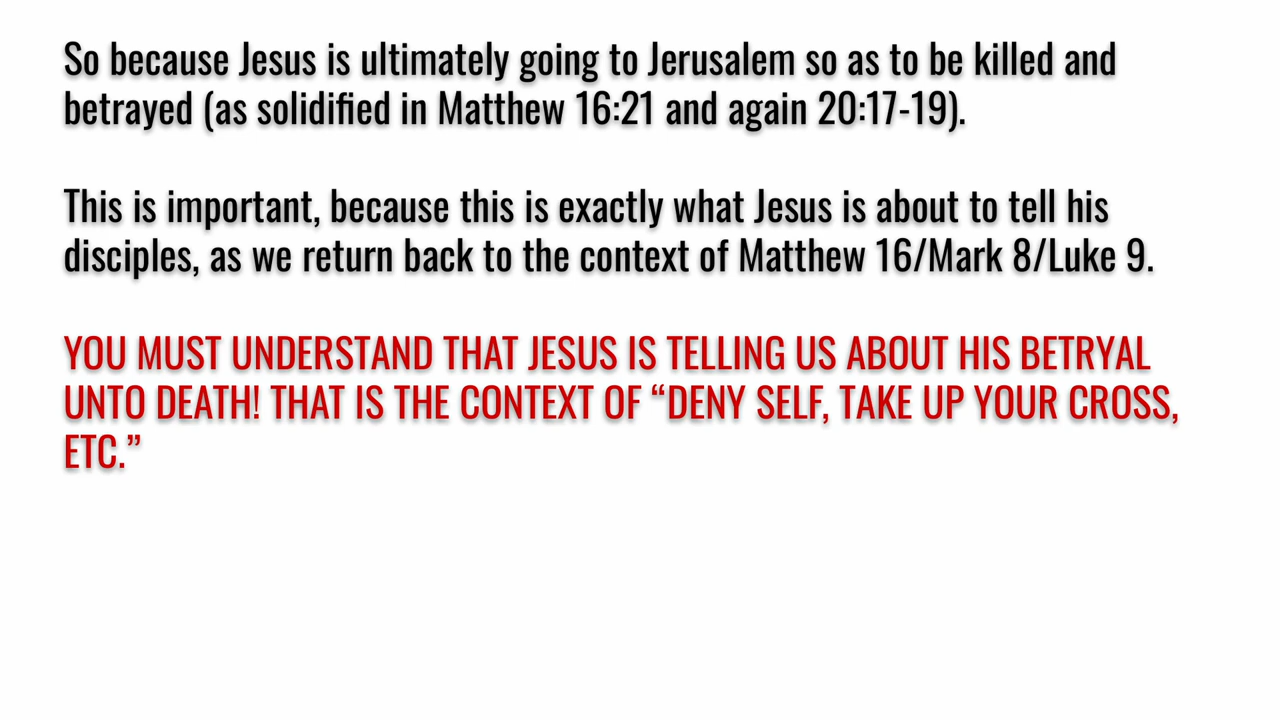 So because Jesus is ultimately going to Jerusalem so as to be killed and
betrayed (as solidified in Matthew 16:21 and again 20:17-19).
This is important, because this is exactly what Jesus is about to tell his
disciples, as we return back to the context of Matthew 16/Mark 8/Luke 9.
YOU MUST UNDERSTAND THAT JESUS IS TELLING US ABOUT HIS BETRYAL
UNTO DEATH! THAT IS THE CONTEXT OF “DENY SELF, TAKE UP YOUR CROSS,
ETC.”